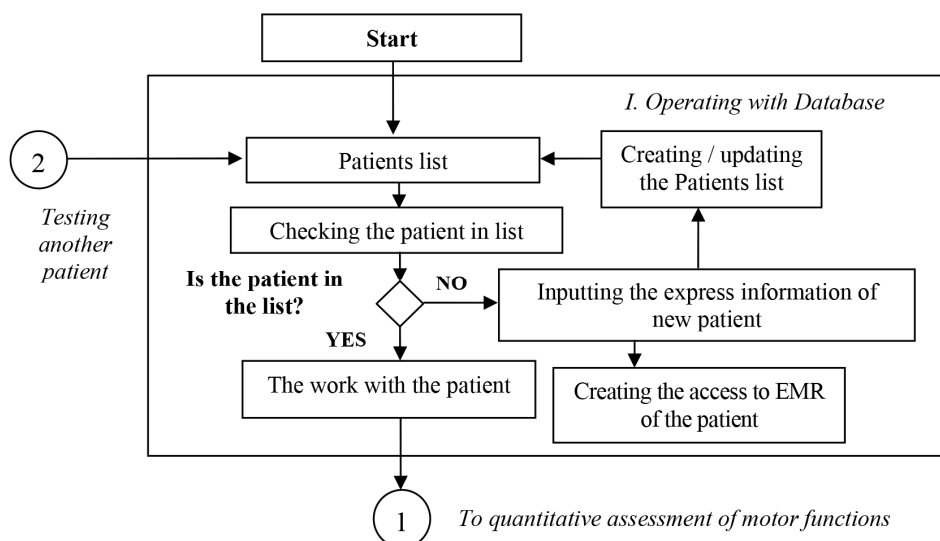 Start
I. Operating with Database
2
Patients list
Creating / updating
the Patients list
Testing
another
patient
Checking the patient in list
Is the patient in
the list?
NO
Inputting the express information of
new patient
YES
The work with the patient
Creating the access to EMR
of the patient
1
To quantitative assessment of motor functions